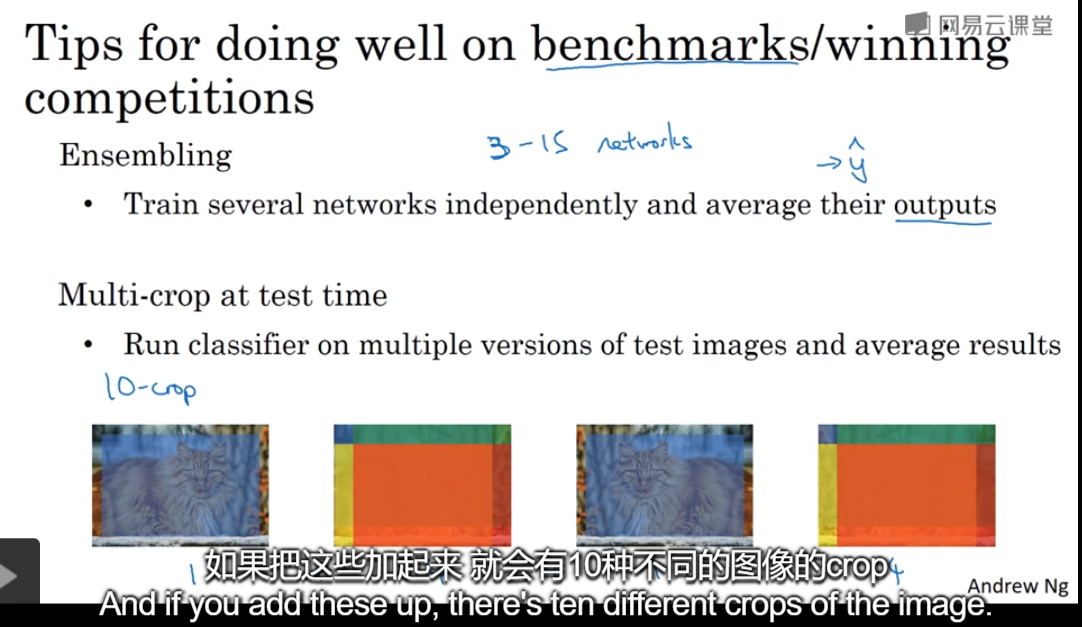 网易云课堂
Tips for doing well on benchmarks/winning
competitions
3-15 networks
Ensembling
→ŷ
• Train several networks independently and average their outputs
Multi-crop at test time
• Run classifier on multiple versions of test images and average results
10-crop
1
4
如果把这些加起来 就会有10种不同的图像的crop
Andrew Ng
And if you add these up, there's ten different crops of the image.